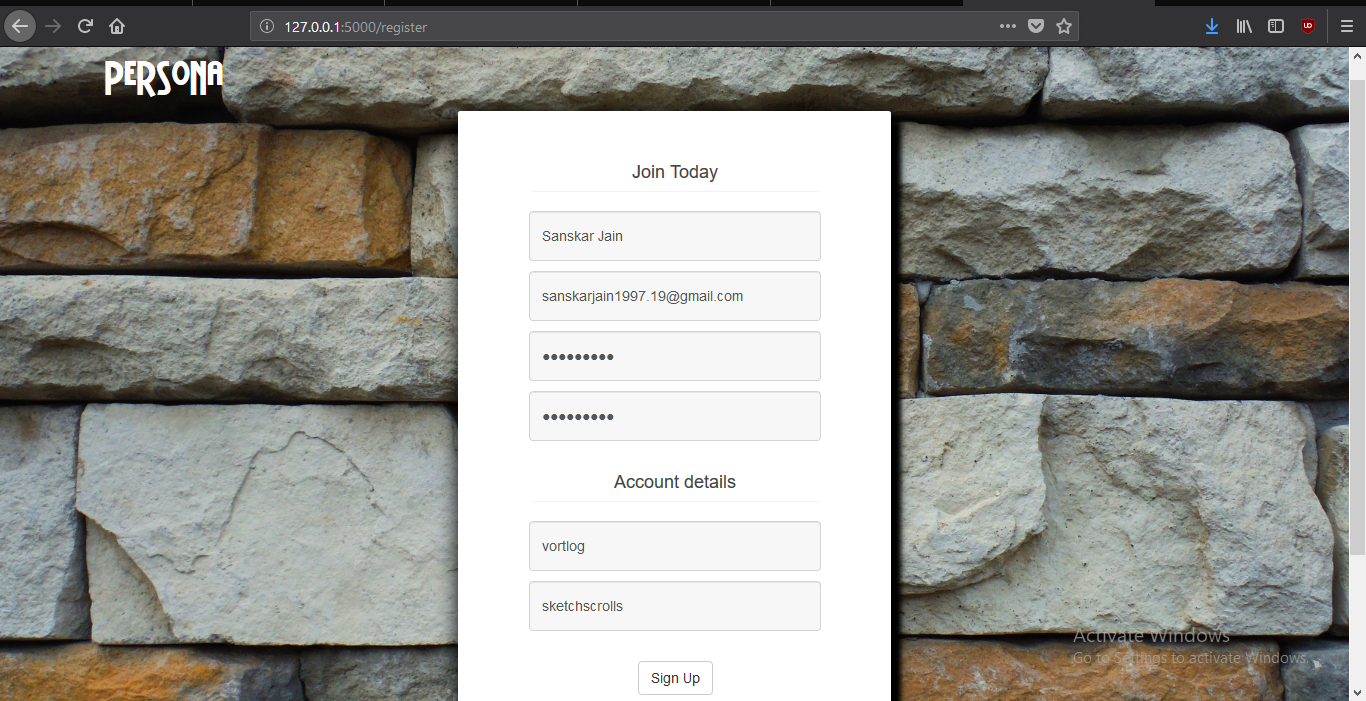 127.0.0.1:5000/register
PERSONA
Join Today
Sanskar Jain
sanskarjain1997.19@gmail.com
●●●●●●●●●
●●●●●●●●●
Account details
vortlog
sketchscrolls
Sign Up
Activate Windows
Go to Settings to activate Windows.